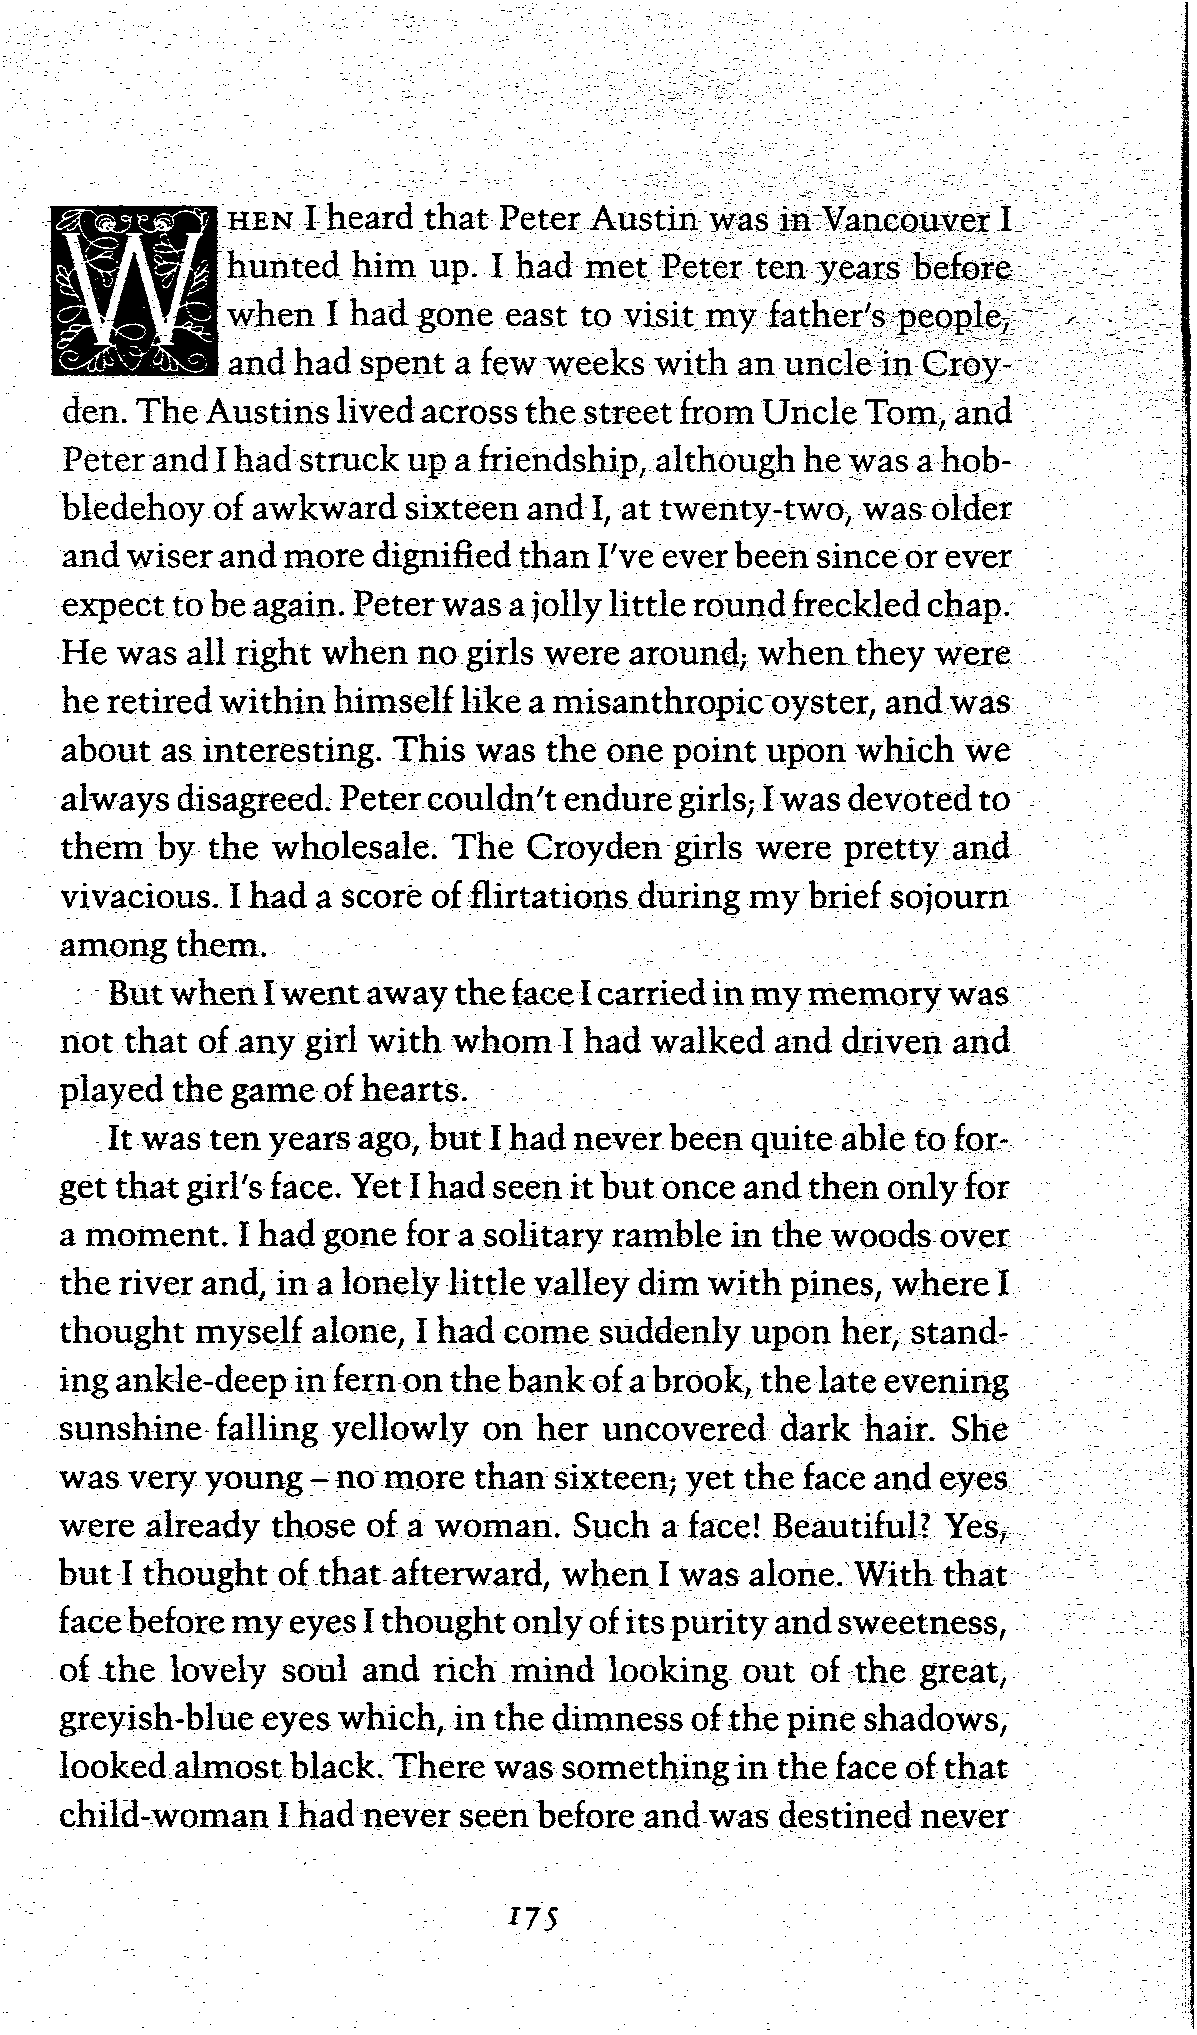 WHEN I heard that Peter Austin was in Vancouver I
hunted him up. I had met Peter ten years before
when I had gone east to visit my father's people,
and had spent a few weeks with an uncle in Croy-
den. The Austins lived across the street from Uncle Tom, and
Peter and I had struck up a friendship, although he was a hob-
bledehoy of awkward sixteen and I, at twenty-two, was older
and wiser and more dignified than I've ever been since or ever
expect to be again. Peter was a jolly little round freckled chap.
He was all right when no girls were around; when they were
he retired within himself like a misanthropic oyster, and was
about as interesting. This was the one point upon which we
always disagreed. Peter couldn't endure girls; I was devoted to
them by the wholesale. The Croyden girls were pretty and
vivacious. I had a score of flirtations during my brief sojourn
among them.
But when I went away the face I carried in my memory was
not that of any girl with whom I had walked and driven and
played the game of hearts.
It was ten years ago, but I had never been quite able to for-
get that girl's face. Yet I had seen it but once and then only for
a moment. I had gone for a solitary ramble in the woods over
the river and, in a lonely little valley dim with pines, where I
thought myself alone, I had come suddenly upon her, stand-
ing ankle-deep in fern on the bank of a brook, the late evening
sunshine falling yellowly on her uncovered dark hair. She
was very young – no more than sixteen; yet the face and eyes
were already those of a woman. Such a face! Beautiful? Yes,
but I thought of that afterward, when I was alone. With that
face before my eyes I thought only of its purity and sweetness,
of the lovely soul and rich mind looking out of the great,
greyish-blue eyes which, in the dimness of the pine shadows,
looked almost black. There was something in the face of that
child-woman I had never seen before and was destined never
175